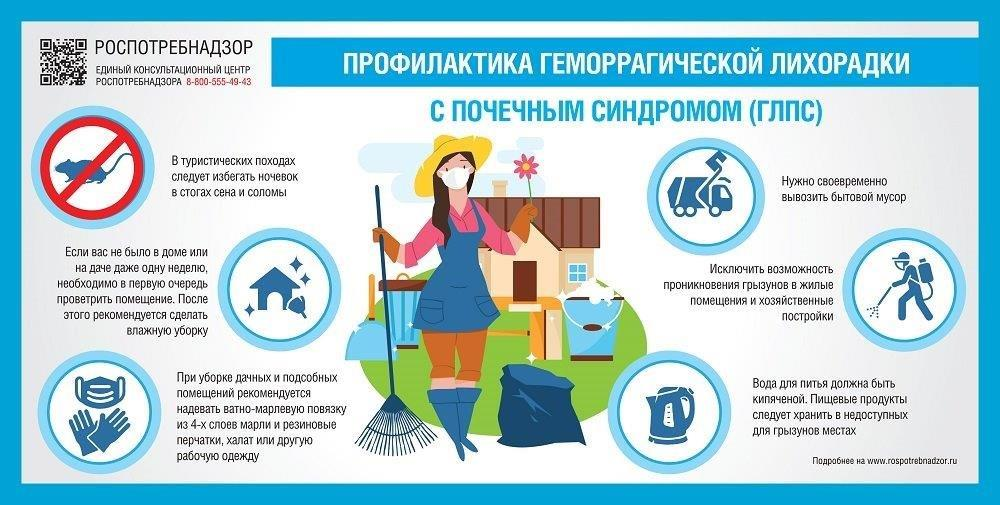 РОСПОТРЕБНАДЗОР
ЕДИНЫЙ КОНСУЛЬТАЦИОННЫЙ ЦЕНТР
РОСПОТРЕБНАДЗОРА 8-800-555-49-43
ПРОФИЛАКТИКА ГЕМОРРАГИЧЕСКОЙ ЛИХОРАДКИ
С ПОЧЕЧНЫМ СИНДРОМОМ (ГЛПС)
В туристических походах
следует избегать ночевок
в стогах сена и соломы
Если вас не было в доме или
на даче даже одну неделю,
необходимо в первую очередь
проветрить помещение. После
этого рекомендуется сделать
влажную уборку
При уборке дачных и подсобных
помещений рекомендуется
надевать ватно-марлевую повязку
из 4-х слоев марли и резиновые
перчатки, халат или другую
рабочую одежду
Нужно своевременно
вывозить бытовой мусор
Исключить возможность
проникновения грызунов в жилые
помещения и хозяйственные
постройки
Вода для питья должна быть
кипяченой. Пищевые продукты
следует хранить в недоступных
для грызунов местах
Подробнее на www.rospotrebnadzor.ru